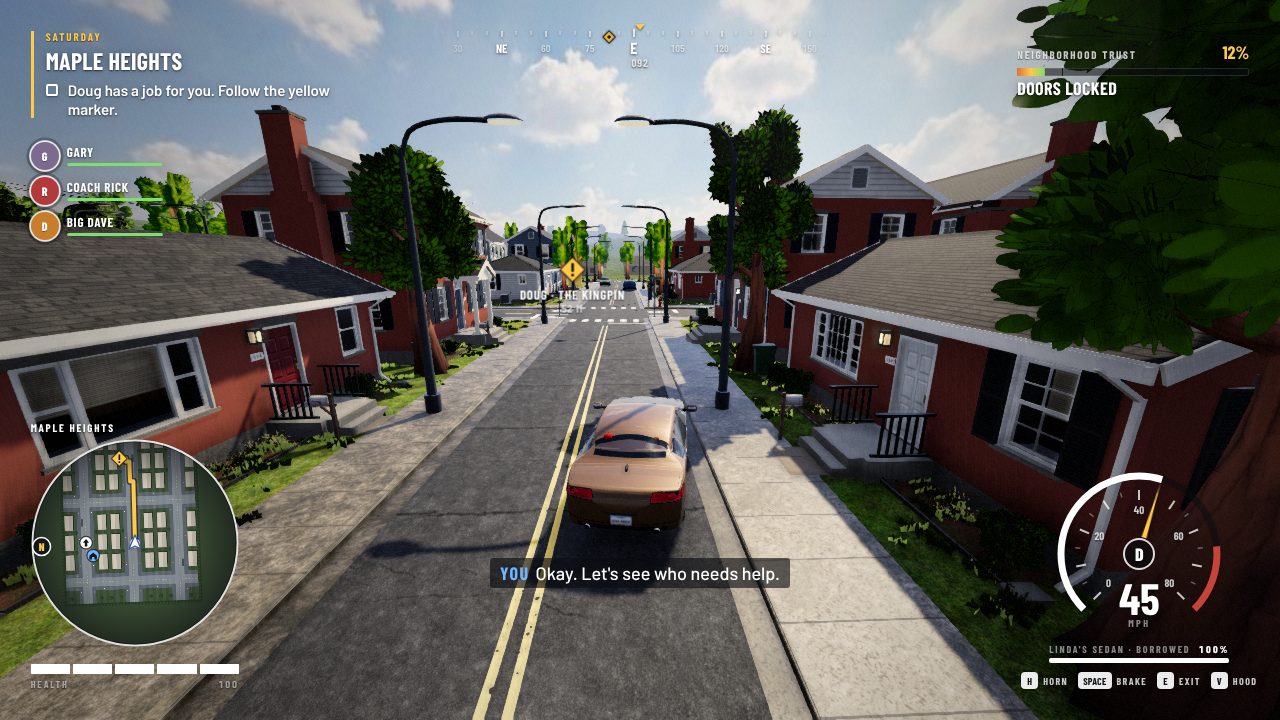 SATURDAY
MAPLE HEIGHTS
Doug has a job for you. Follow the yellow
marker.
G GARY
R COACH RICK
D BIG DAVE
30 NE 60 75 E 105 120 SE 150
092
NEIGHBORHOOD TRUST 12%
DOORS LOCKED
DOUG · THE KINGPIN
YOU Okay. Let's see who needs help.
MAPLE HEIGHTS
N
HEALTH 100
0 20 40 60 80
D
45
MPH
LINDA'S SEDAN · BORROWED 100%
H HORN SPACE BRAKE E EXIT V HOOD